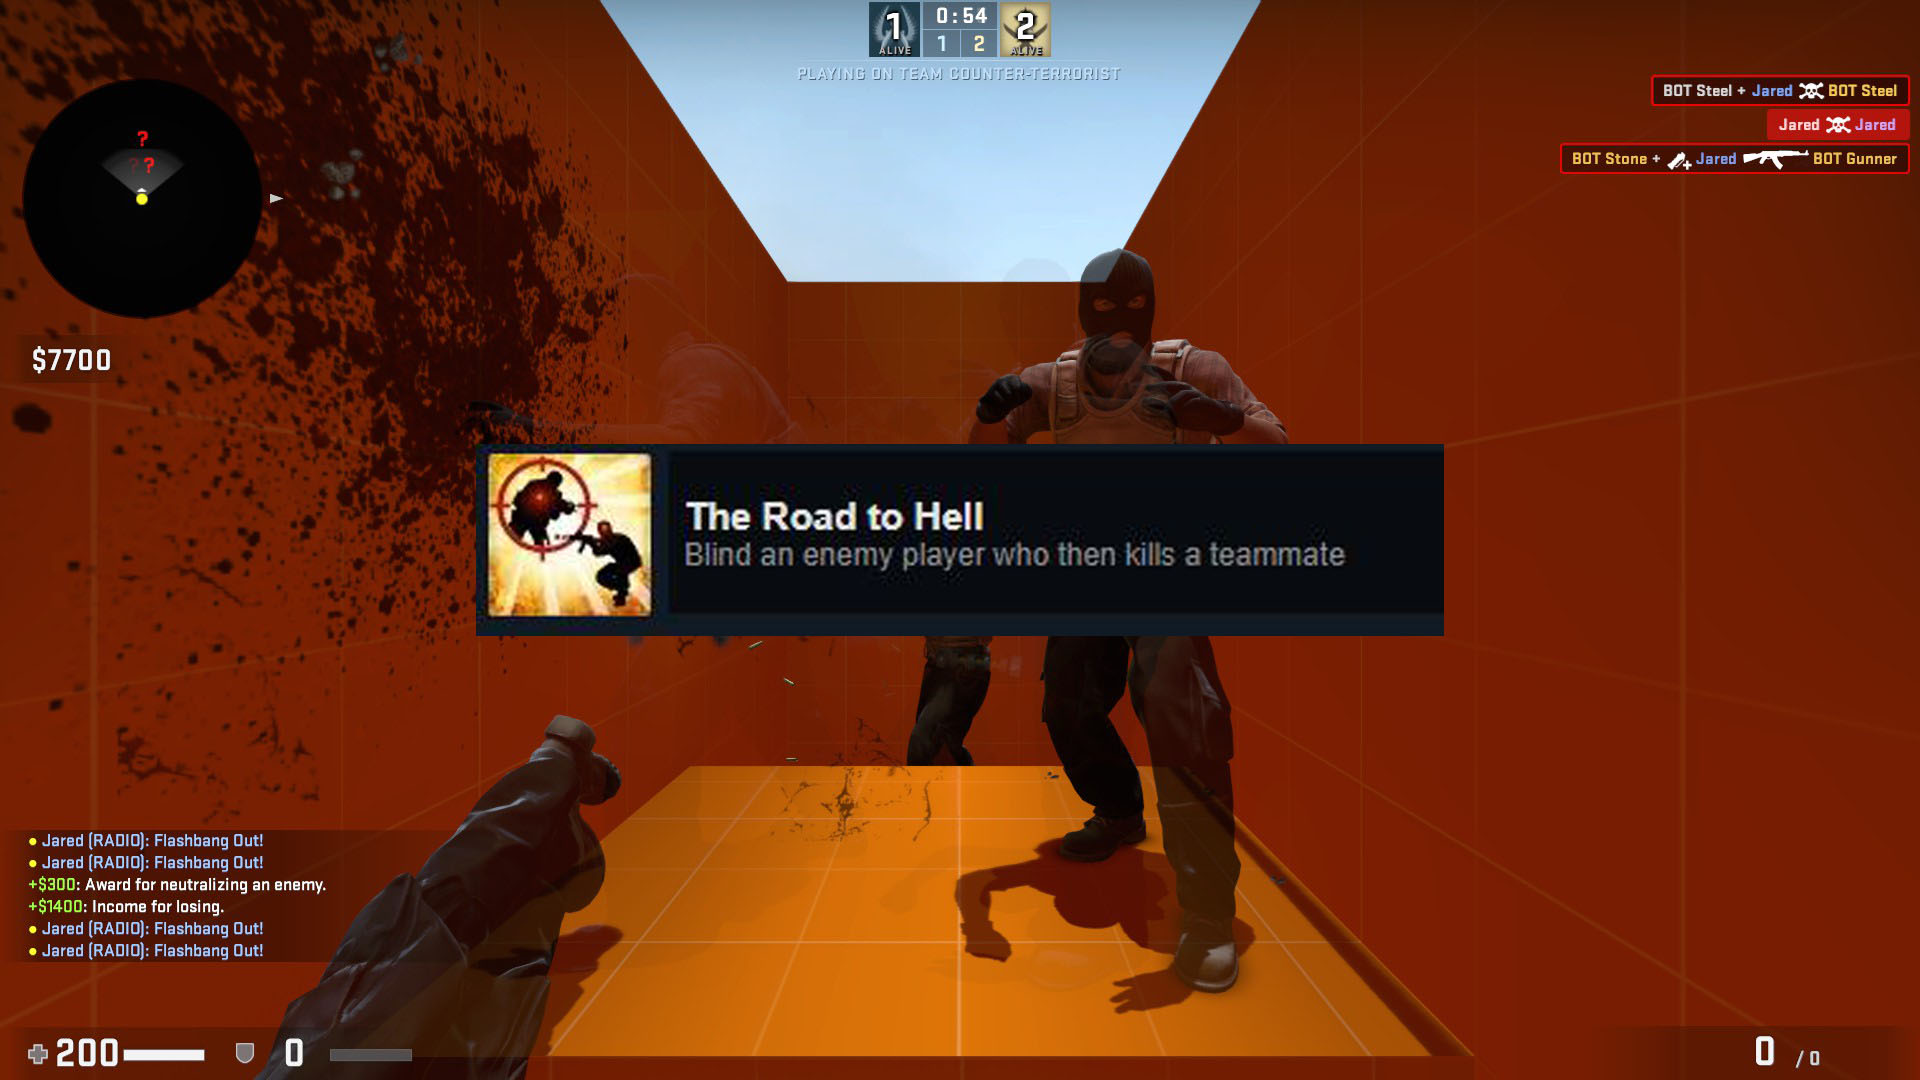 1
ALIVE
0:54
1 2
2
ALIVE
PLAYING ON TEAM COUNTER-TERRORIST
BOT Steel + Jared BOT Steel
Jared Jared
BOT Stone + Jared BOT Gunner
? ? ?
$7700
The Road to Hell
Blind an enemy player who then kills a teammate
Jared (RADIO): Flashbang Out!
Jared (RADIO): Flashbang Out!
+$300: Award for neutralizing an enemy.
+$1400: Income for losing.
Jared (RADIO): Flashbang Out!
Jared (RADIO): Flashbang Out!
200 0
0 / 0